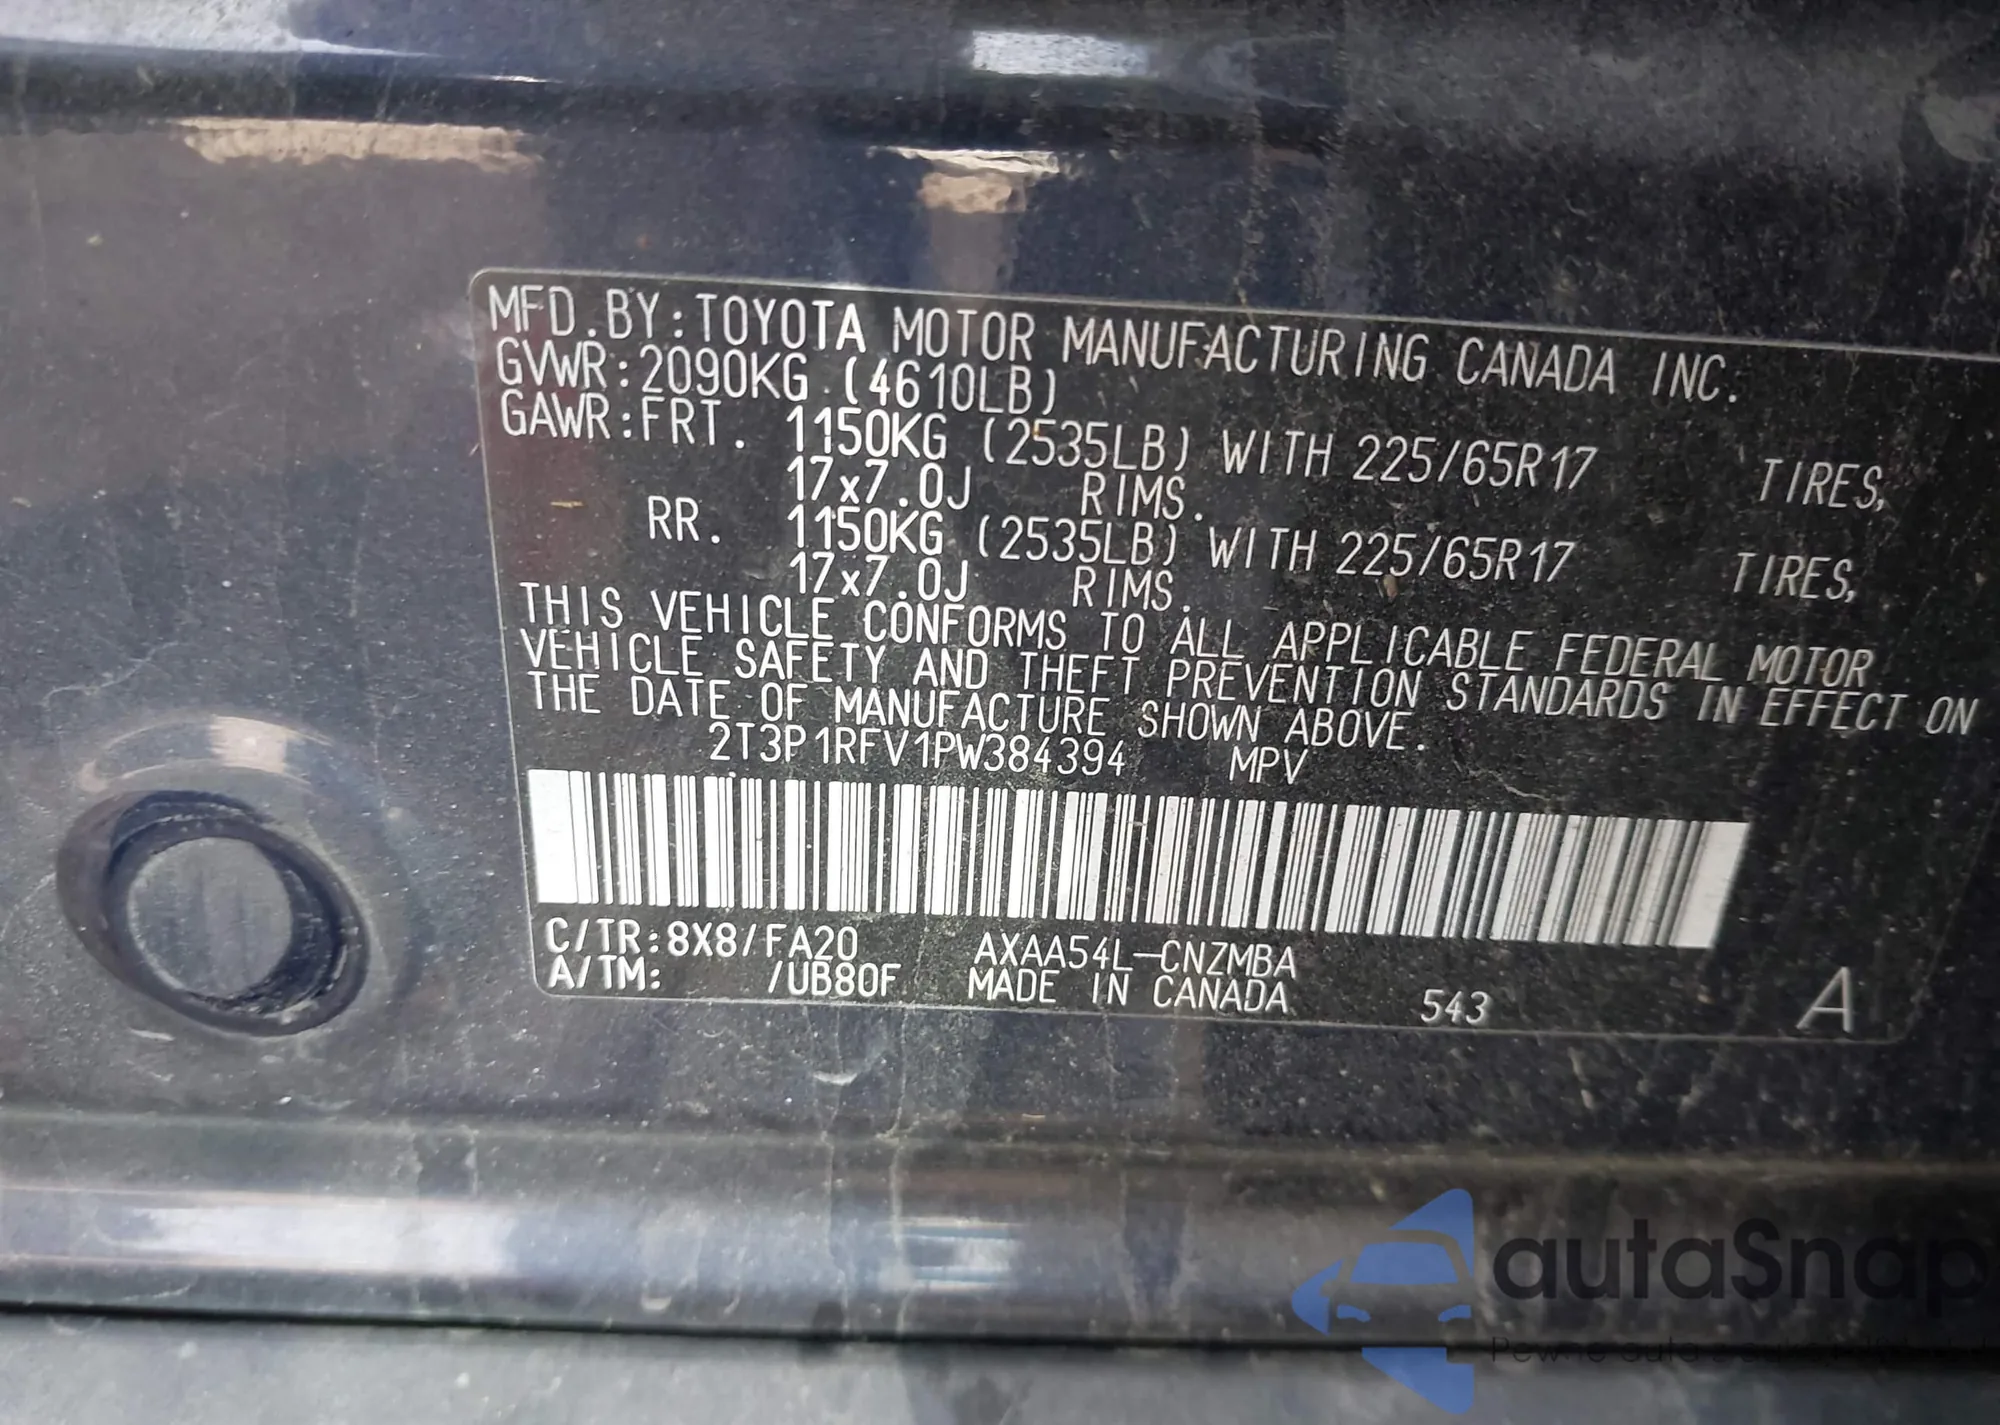 MFD.BY:TOYOTA MOTOR MANUFACTURING CANADA INC.
GVWR:2090KG (4610LB)
GAWR:FRT. 1150KG (2535LB) WITH 225/65R17 TIRES,
17x7.0J RIMS.
RR. 1150KG (2535LB) WITH 225/65R17 TIRES,
17x7.0J RIMS.
THIS VEHICLE CONFORMS TO ALL APPLICABLE FEDERAL MOTOR
VEHICLE SAFETY AND THEFT PREVENTION STANDARDS IN EFFECT ON
THE DATE OF MANUFACTURE SHOWN ABOVE.
2T3P1RFV1PW384394 MPV
C/TR:8X8/FA20 AXAA54L-CNZMBA
A/TM: /UB80F MADE IN CANADA 543 A
autaSnap
Pewne auta z